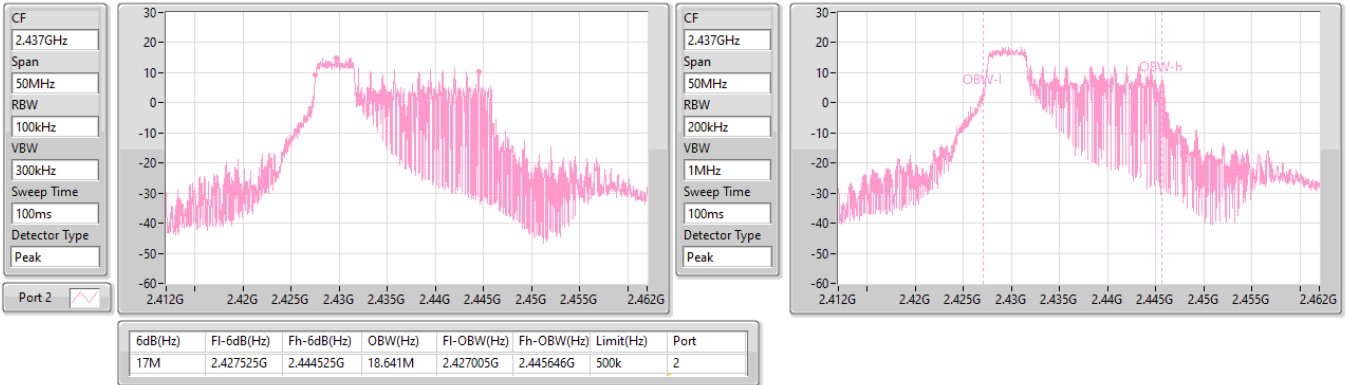 CF
2.437GHz
Span
50MHz
RBW
100kHz
VBW
300kHz
Sweep Time
100ms
Detector Type
Peak
Port 2
30
20
10
0
-10
-20
-30
-40
-50
-60
2.412G 2.42G 2.425G 2.43G 2.435G 2.44G 2.445G 2.45G 2.455G 2.462G
CF
2.437GHz
Span
50MHz
RBW
200kHz
VBW
1MHz
Sweep Time
100ms
Detector Type
Peak
30
20
10
0
-10
-20
-30
-40
-50
-60
OBW-l
OBW-h
2.412G 2.42G 2.425G 2.43G 2.435G 2.44G 2.445G 2.45G 2.455G 2.462G
6dB(Hz) Fl-6dB(Hz) Fh-6dB(Hz) OBW(Hz) Fl-OBW(Hz) Fh-OBW(Hz) Limit(Hz) Port
17M 2.427525G 2.444525G 18.641M 2.427005G 2.445646G 500k 2